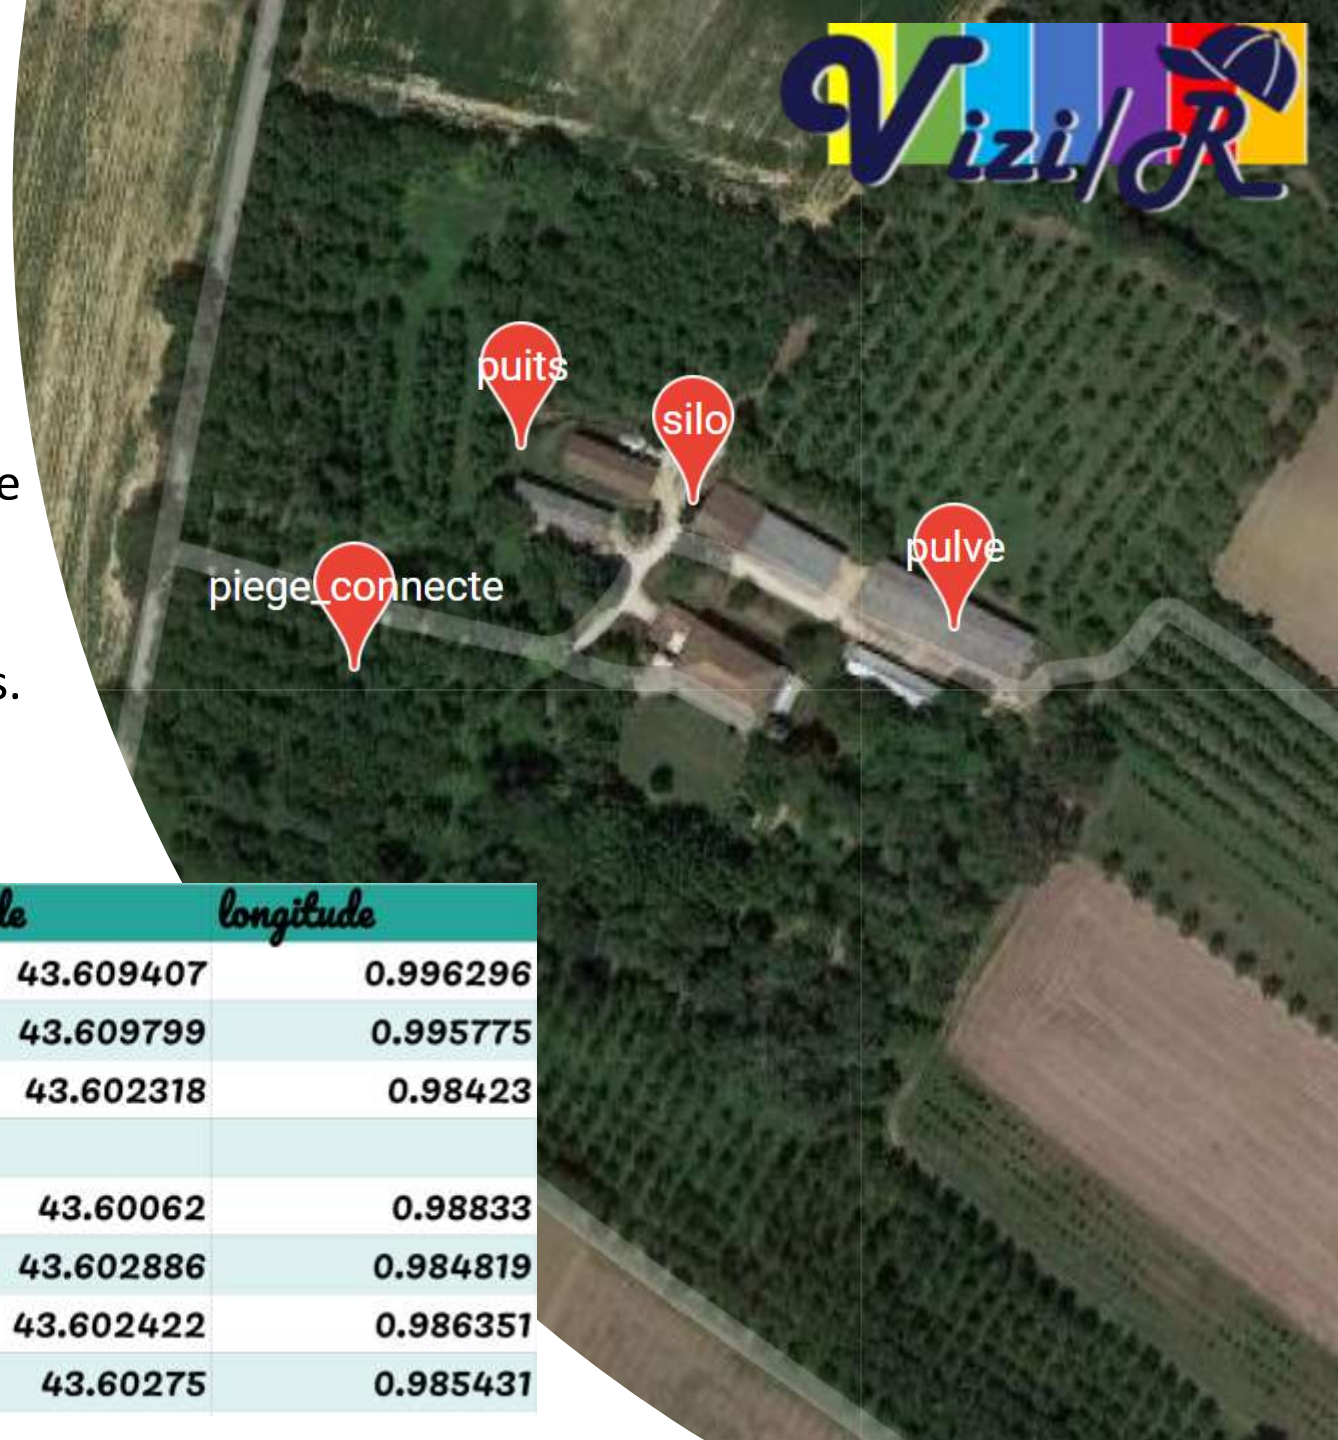 Vizi/R
puits
silo
e
pulve
piege_connecte
s.
de longitude
43.609407 0.996296
43.609799 0.995775
43.602318 0.98423
43.60062 0.98833
43.602886 0.984819
43.602422 0.986351
43.60275 0.985431